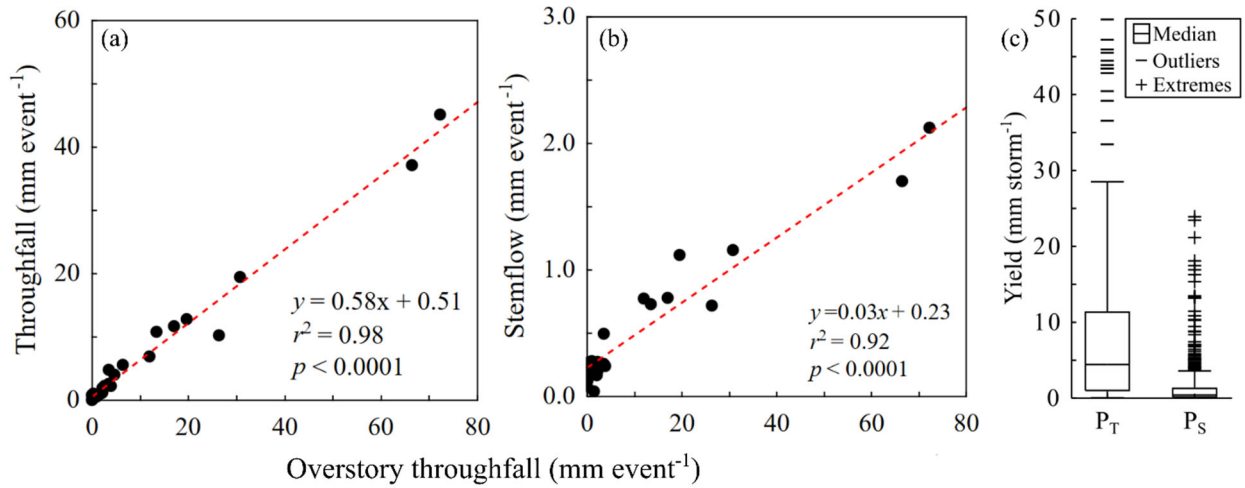 (a)
Throughfall (mm event⁻¹)
60
40
20
0
y = 0.58x + 0.51
r² = 0.98
p < 0.0001
0 20 40 60 80
(b)
Stemflow (mm event⁻¹)
3.0
2.0
1.0
0.0
y =0.03x + 0.23
r² = 0.92
p < 0.0001
0 20 40 60 80
Overstory throughfall (mm event⁻¹)
(c)
Yield (mm storm⁻¹)
50
40
30
20
10
0
Median
Outliers
Extremes
P_T P_S